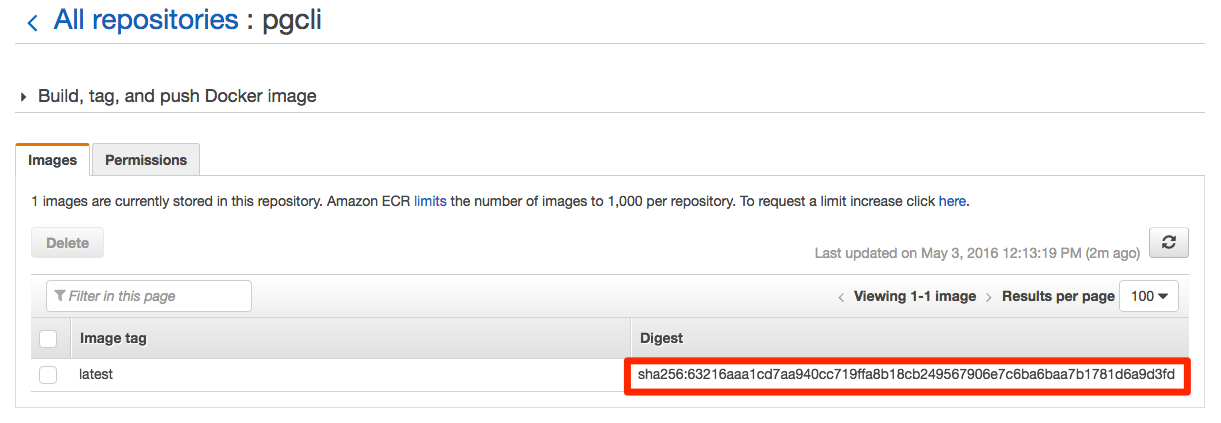 All repositories : pgcli
Build, tag, and push Docker image
Images Permissions
1 images are currently stored in this repository. Amazon ECR limits the number of images to 1,000 per repository. To request a limit increase click here.
Delete
Last updated on May 3, 2016 12:13:19 PM (2m ago)
Filter in this page
Viewing 1-1 image
Results per page 100
Image tag Digest
latest sha256:63216aaa1cd7aa940cc719ffa8b18cb249567906e7c6ba6baa7b1781d6a9d3fd